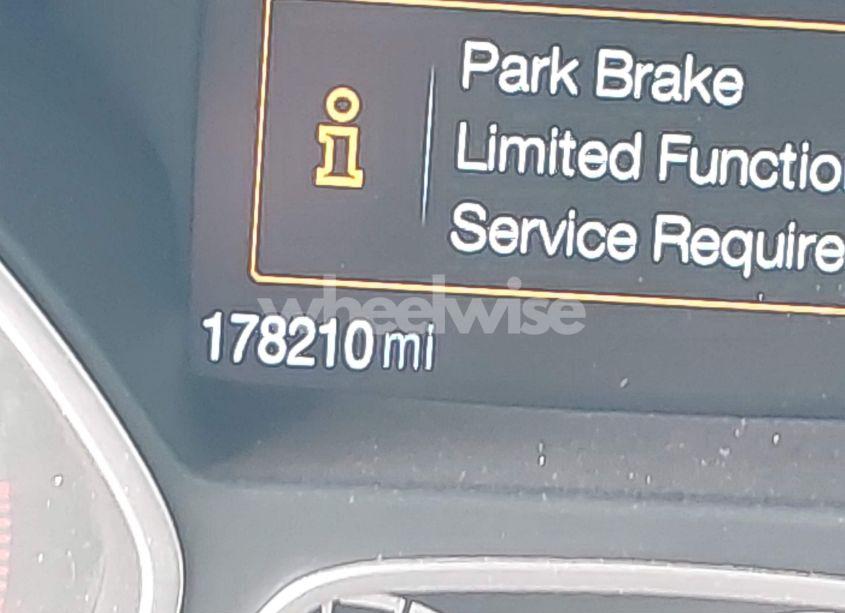 Park Brake
Limited Functio
Service Require
wheelwise
178210 mi